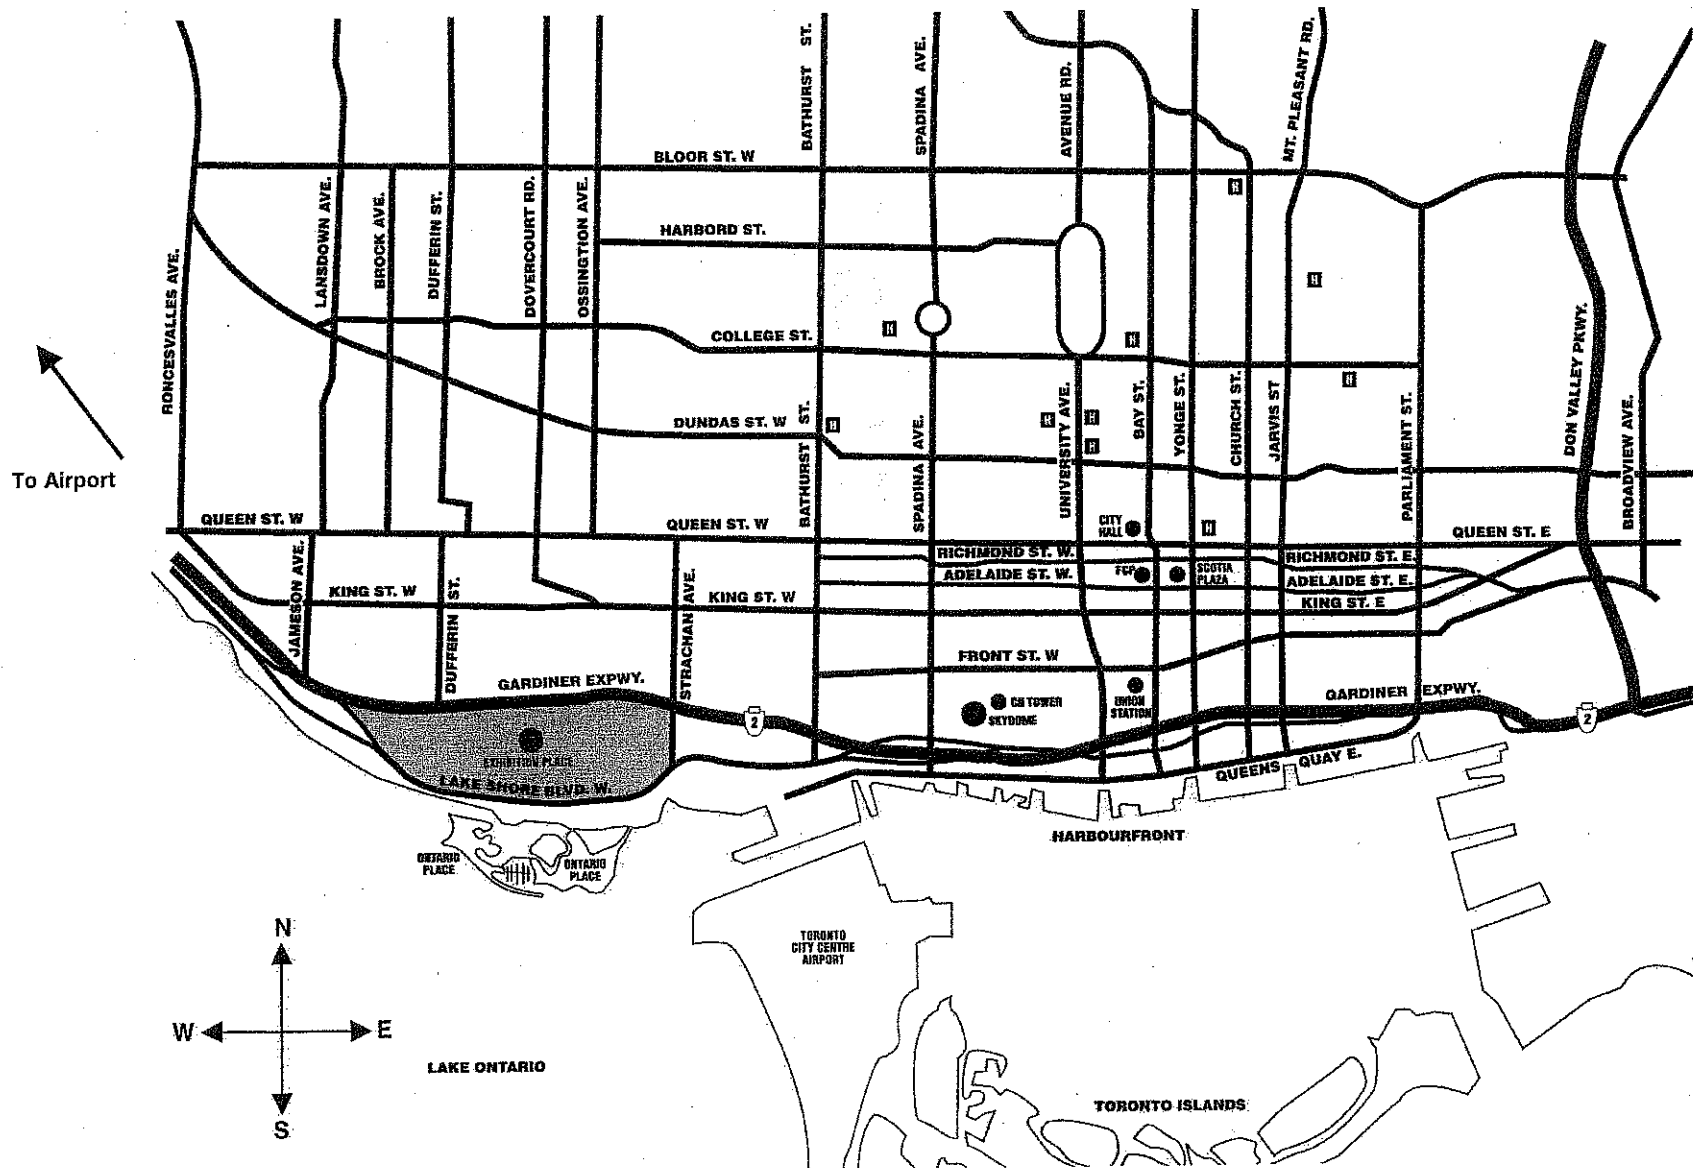 BATHURST ST.
SPADINA AVE.
AVENUE RD.
MT. PLEASANT RD.
BLOOR ST. W
H
LANSDOWN AVE.
BROCK AVE.
DUFFERIN ST.
DOVERCOURT RD.
OSSINGTION AVE.
HARBORD ST.
RONCESVALLES AVE.
H
H
COLLEGE ST.
H
H
DON VALLEY PKWY.
To Airport
DUNDAS ST. W
BATHURST ST.
H
SPADINA AVE.
H
UNIVERSITY AVE.
H
H
BAY ST.
YONGE ST.
CHURCH ST.
JARVIS ST
PARLIAMENT ST.
BROADVIEW AVE.
QUEEN ST. W
QUEEN ST. W
CITY
HALL
H
QUEEN ST. E
RICHMOND ST. W.
RICHMOND ST. E.
ADELAIDE ST. W.
FCP
SCOTIA
PLAZA
ADELAIDE ST. E.
JAMESON AVE.
KING ST. W
DUFFERIN ST.
STRACHAN AVE.
KING ST. W
KING ST. E
FRONT ST. W
GARDINER EXPWY.
GARDINER EXPWY.
CN TOWER
SKYDOME
UNION
STATION
2
2
EXHIBITION PLACE
LAKE SHORE BLVD. W.
QUEENS QUAY E.
HARBOURFRONT
ONTARIO
PLACE
ONTARIO
PLACE
TORONTO
CITY CENTRE
AIRPORT
N
W
E
S
LAKE ONTARIO
TORONTO ISLANDS